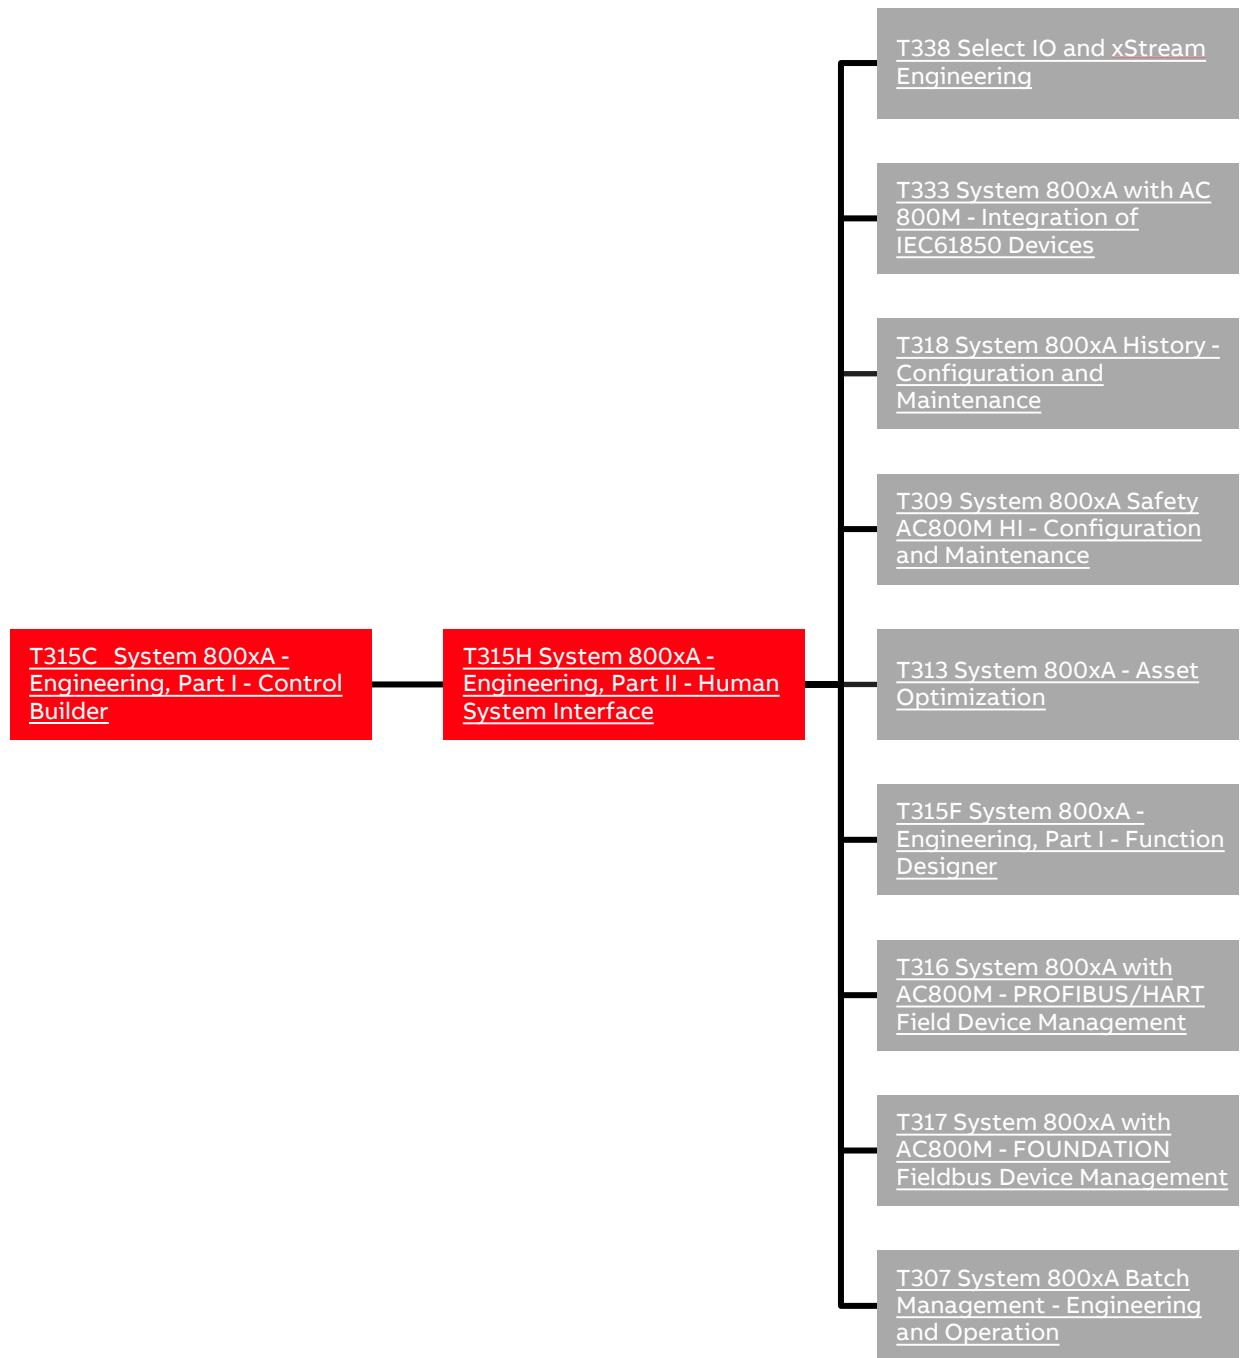 T338 Select IO and xStream
Engineering
T333 System 800xA with AC
800M - Integration of
IEC61850 Devices
T318 System 800xA History -
Configuration and
Maintenance
T309 System 800xA Safety
AC800M HI - Configuration
and Maintenance
T315C   System 800xA -
Engineering, Part I - Control
Builder
T315H System 800xA -
Engineering, Part II - Human
System Interface
T313 System 800xA - Asset
Optimization
T315F System 800xA -
Engineering, Part I - Function
Designer
T316 System 800xA with
AC800M - PROFIBUS/HART
Field Device Management
T317 System 800xA with
AC800M - FOUNDATION
Fieldbus Device Management
T307 System 800xA Batch
Management - Engineering
and Operation